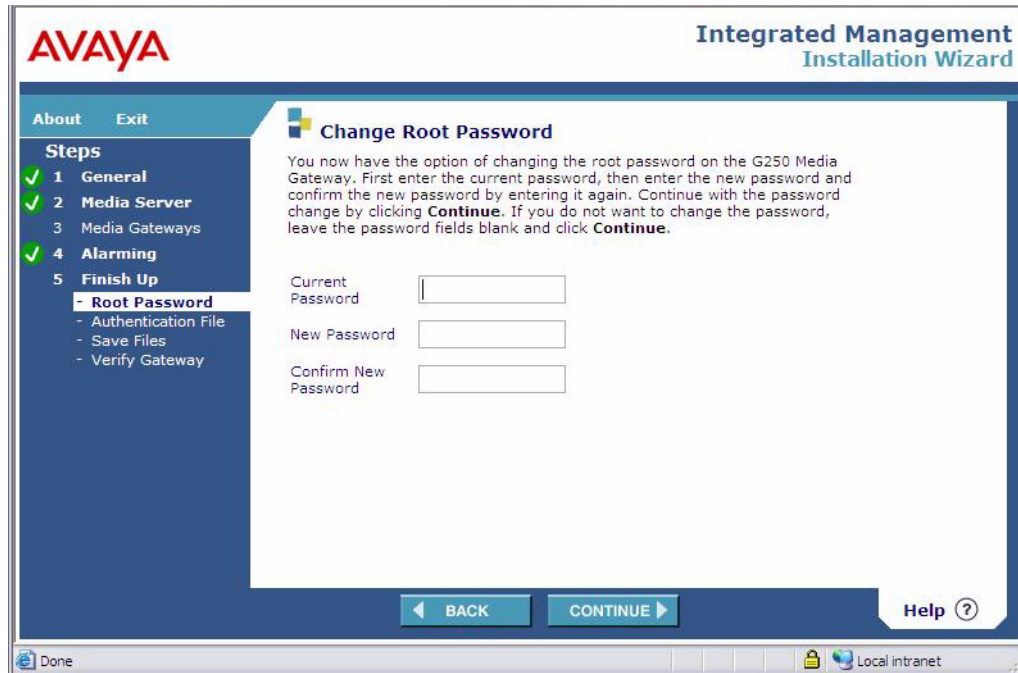 AVAYA
Integrated Management
Installation Wizard
About Exit
Steps
1 General
2 Media Server
3 Media Gateways
4 Alarming
5 Finish Up
- Root Password
- Authentication File
- Save Files
- Verify Gateway
Change Root Password
You now have the option of changing the root password on the G250 Media
Gateway. First enter the current password, then enter the new password and
confirm the new password by entering it again. Continue with the password
change by clicking Continue. If you do not want to change the password,
leave the password fields blank and click Continue.
Current
Password
New Password
Confirm New
Password
BACK
CONTINUE
Help ?
Done
Local intranet